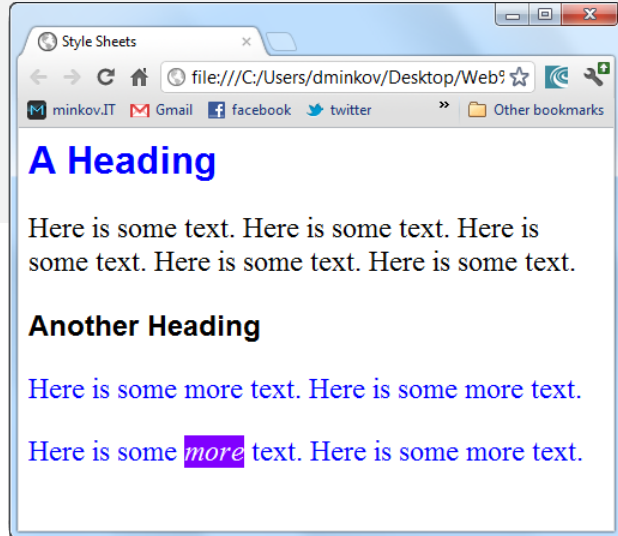 Style Sheets
file:///C:/Users/dminkov/Desktop/Web%
minkov.IT Gmail facebook twitter » Other bookmarks
A Heading
Here is some text. Here is some text. Here is
some text. Here is some text. Here is some text.
Another Heading
Here is some more text. Here is some more text.
Here is some more text. Here is some more text.